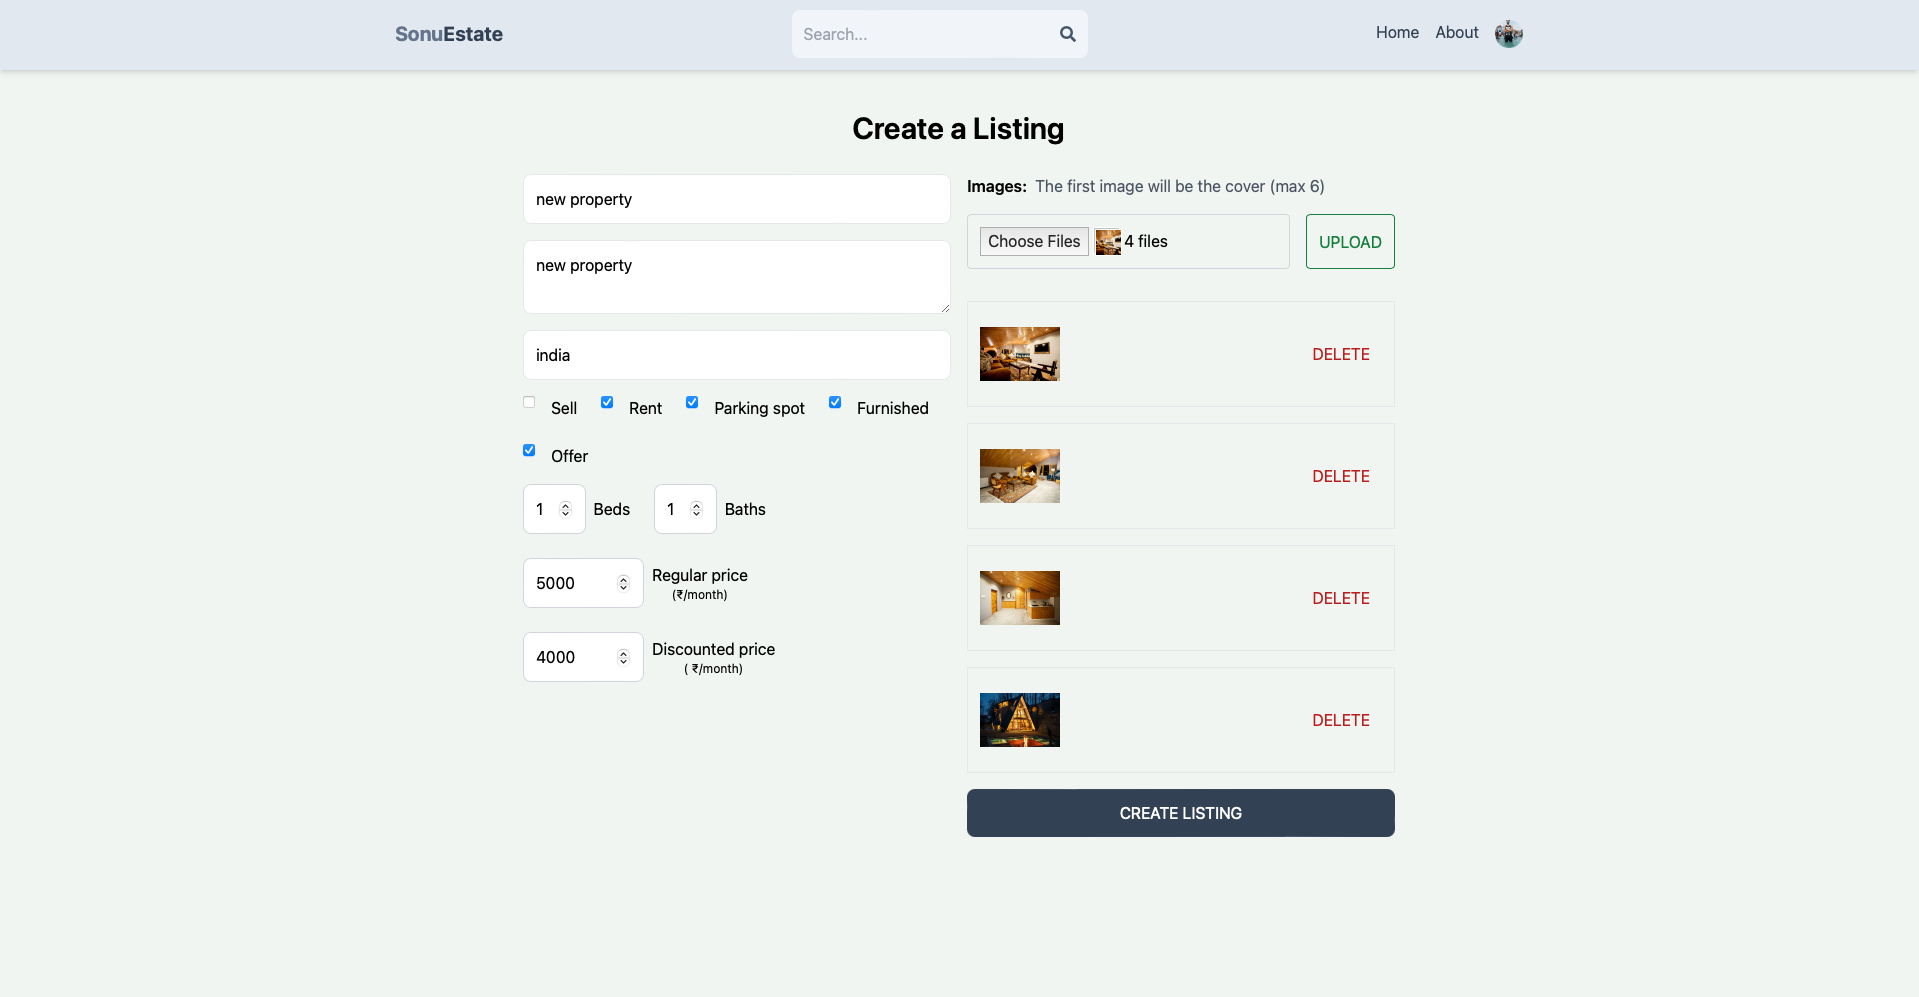 SonuEstate
Search...
Home
About
Create a Listing
new property
new property
india
Sell
Rent
Parking spot
Furnished
Offer
1
Beds
1
Baths
5000
Regular price
(₹/month)
4000
Discounted price
( ₹/month)
Images: The first image will be the cover (max 6)
Choose Files
4 files
UPLOAD
DELETE
DELETE
DELETE
DELETE
CREATE LISTING